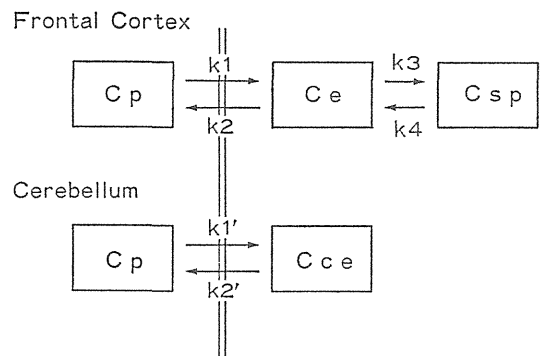 Frontal Cortex
k1 k3
Cp Ce Csp
k2 k4
Cerebellum
k1'
Cp Cce
k2'